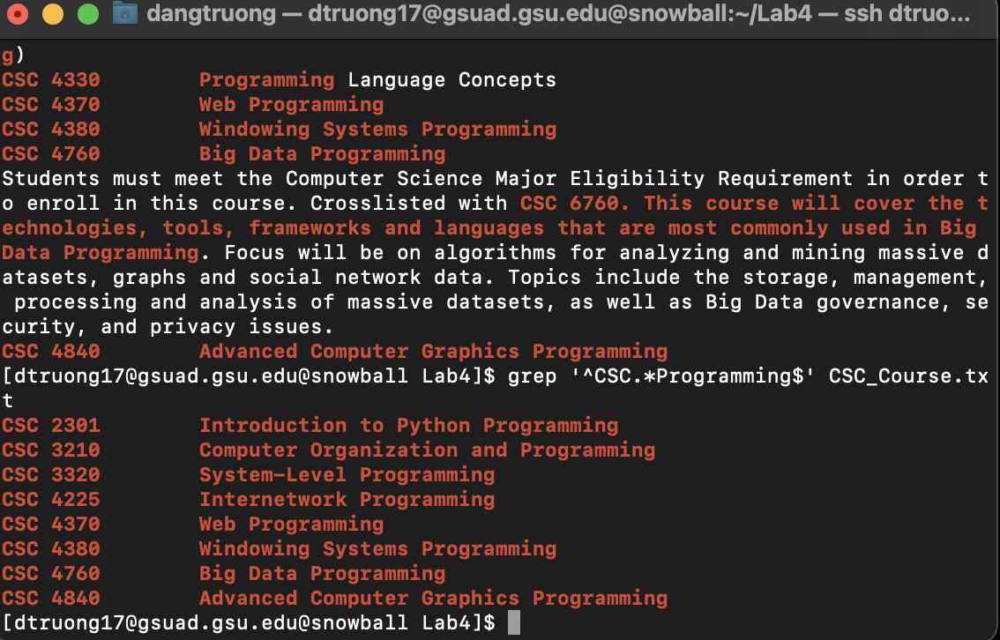 dangtruong — dtruong17@gsuad.gsu.edu@snowball:~/Lab4 — ssh dtruo...
g)
CSC 4330        Programming Language Concepts
CSC 4370        Web Programming
CSC 4380        Windowing Systems Programming
CSC 4760        Big Data Programming
Students must meet the Computer Science Major Eligibility Requirement in order t
o enroll in this course. Crosslisted with CSC 6760. This course will cover the t
echnologies, tools, frameworks and languages that are most commonly used in Big
Data Programming. Focus will be on algorithms for analyzing and mining massive d
atasets, graphs and social network data. Topics include the storage, management,
 processing and analysis of massive datasets, as well as Big Data governance, se
curity, and privacy issues.
CSC 4840        Advanced Computer Graphics Programming
[dtruong17@gsuad.gsu.edu@snowball Lab4]$ grep '^CSC.*Programming$' CSC_Course.tx
t
CSC 2301        Introduction to Python Programming
CSC 3210        Computer Organization and Programming
CSC 3320        System-Level Programming
CSC 4225        Internetwork Programming
CSC 4370        Web Programming
CSC 4380        Windowing Systems Programming
CSC 4760        Big Data Programming
CSC 4840        Advanced Computer Graphics Programming
[dtruong17@gsuad.gsu.edu@snowball Lab4]$